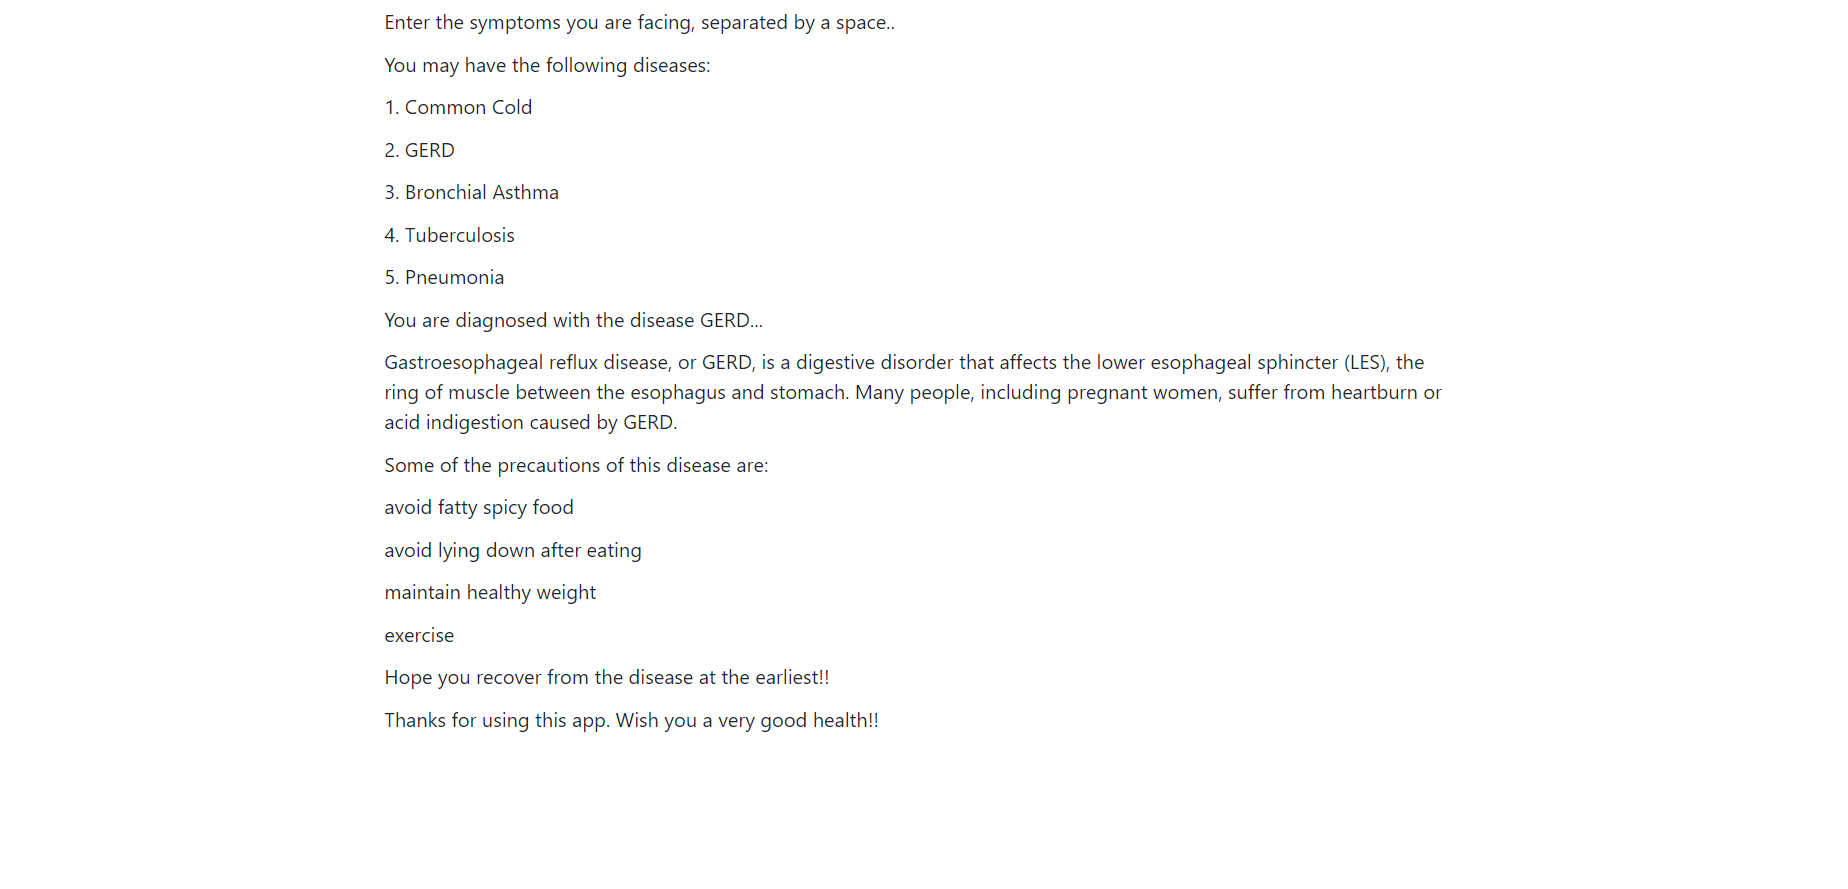 Enter the symptoms you are facing, separated by a space..
You may have the following diseases:
1. Common Cold
2. GERD
3. Bronchial Asthma
4. Tuberculosis
5. Pneumonia
You are diagnosed with the disease GERD...
Gastroesophageal reflux disease, or GERD, is a digestive disorder that affects the lower esophageal sphincter (LES), the
ring of muscle between the esophagus and stomach. Many people, including pregnant women, suffer from heartburn or
acid indigestion caused by GERD.
Some of the precautions of this disease are:
avoid fatty spicy food
avoid lying down after eating
maintain healthy weight
exercise
Hope you recover from the disease at the earliest!!
Thanks for using this app. Wish you a very good health!!